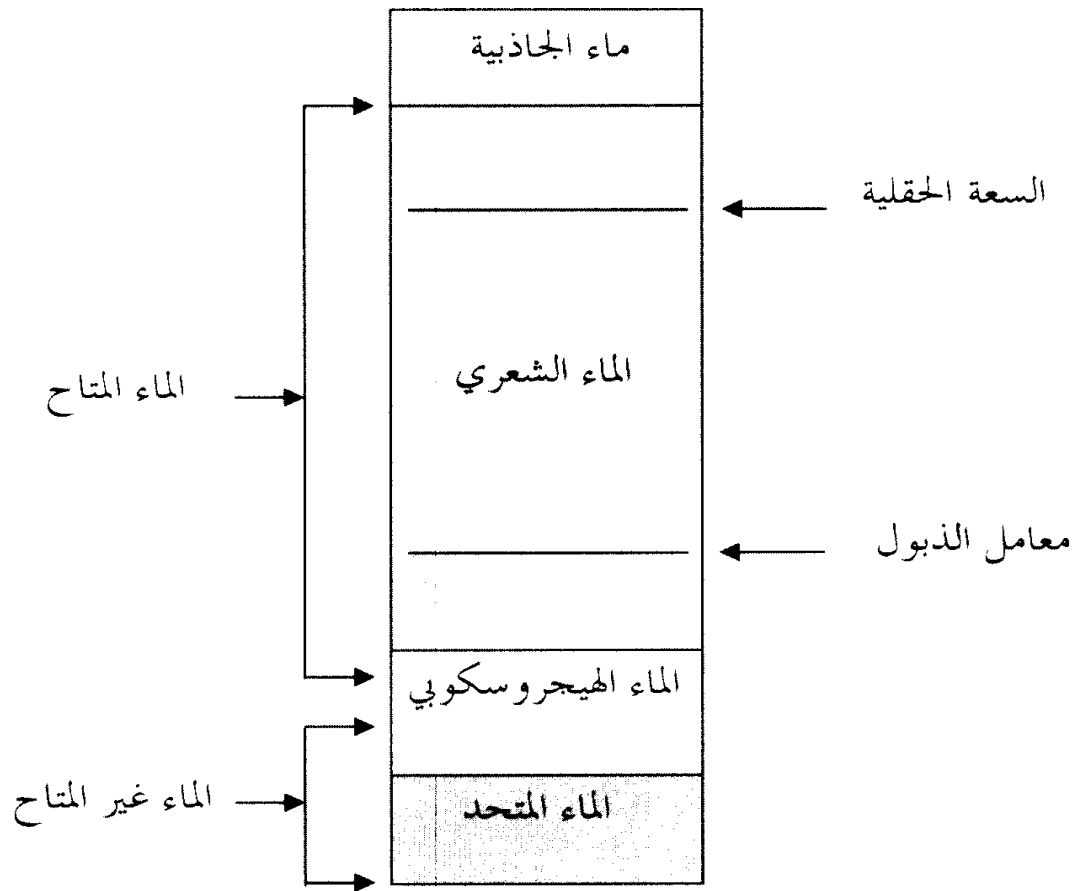 ماء الجاذبية
السعة الحقلية
الماء الشعري
الماء المتاح
معامل الذبول
الماء الهيجروسكوبي
الماء غير المتاح
الماء المتحد